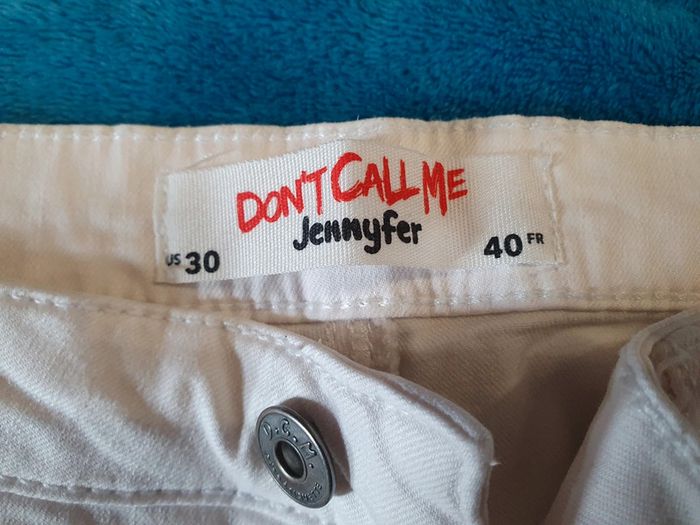 DON'T CALL ME
Jennyfer
US 30
40 FR
D.C.M.